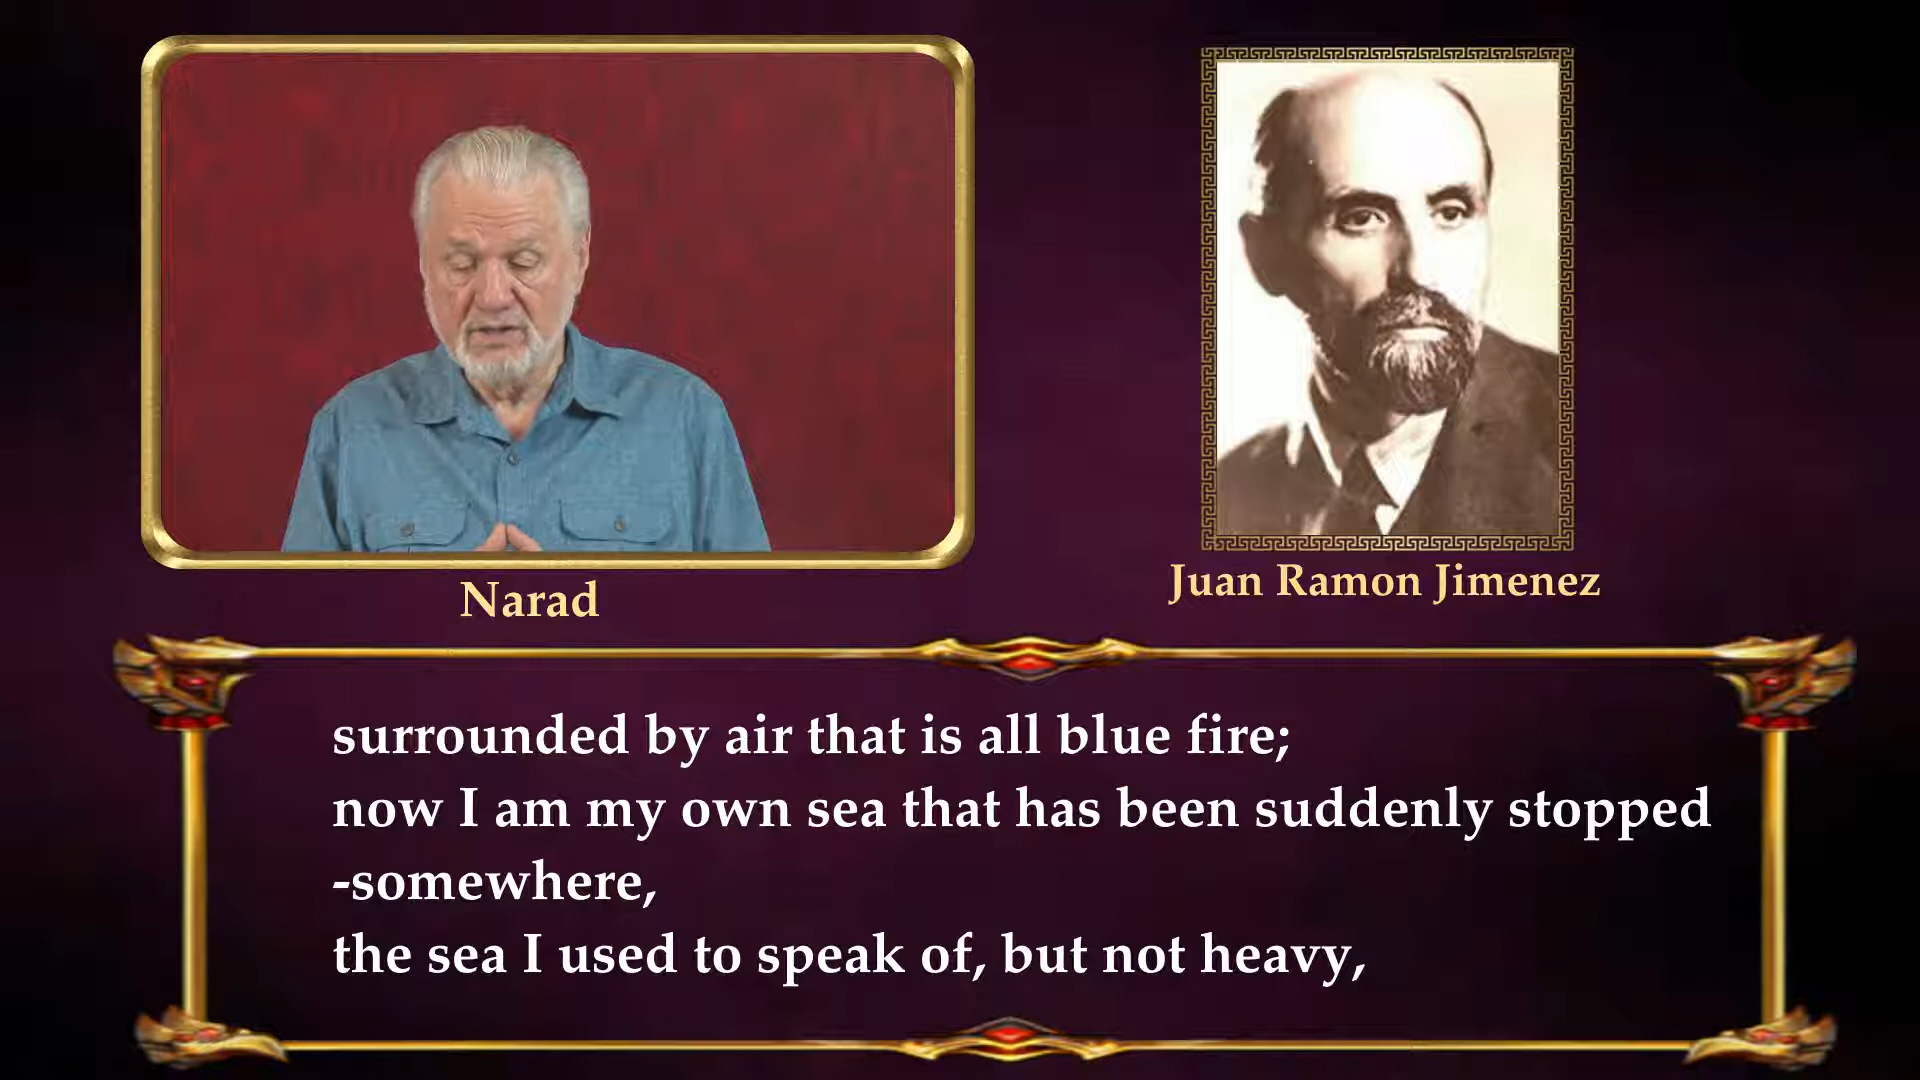 Narad
Juan Ramon Jimenez
surrounded by air that is all blue fire;
now I am my own sea that has been suddenly stopped
-somewhere,
the sea I used to speak of, but not heavy,